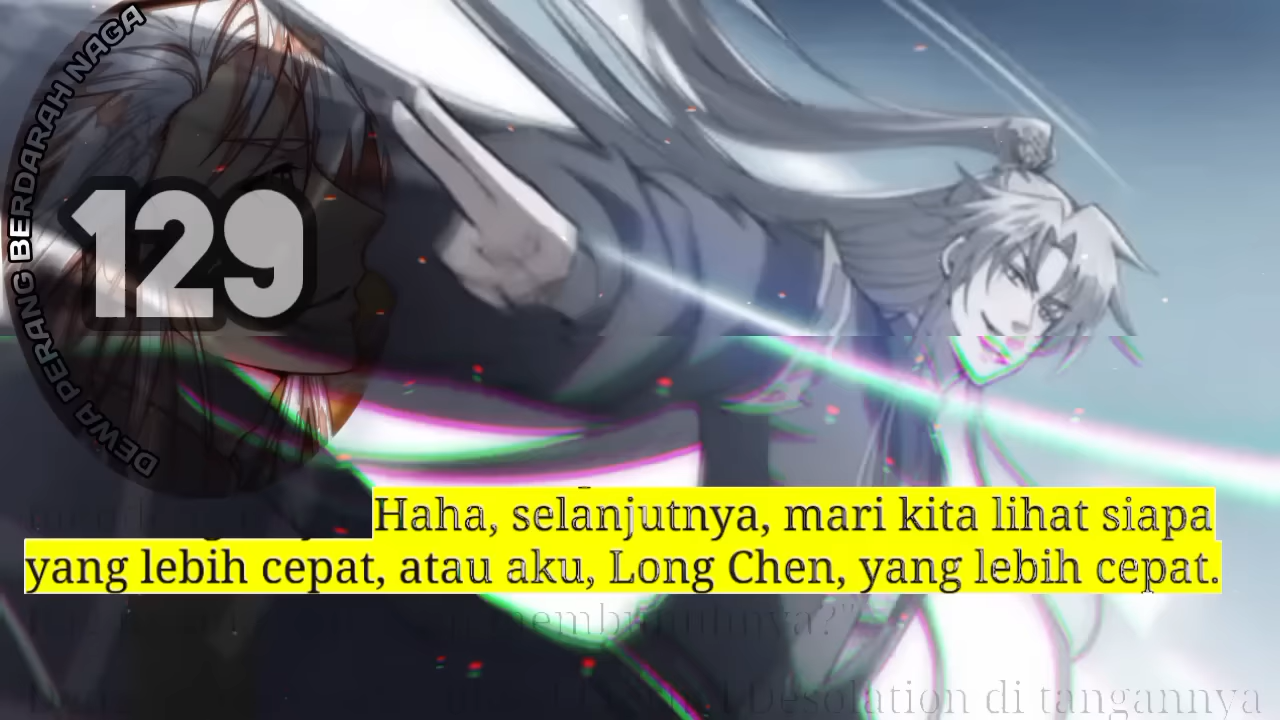 DEWA PERANG BERDARAH NAGA
129
Haha, selanjutnya, mari kita lihat siapa
yang lebih cepat, atau aku, Long Chen, yang lebih cepat.
Desolation di tangannya